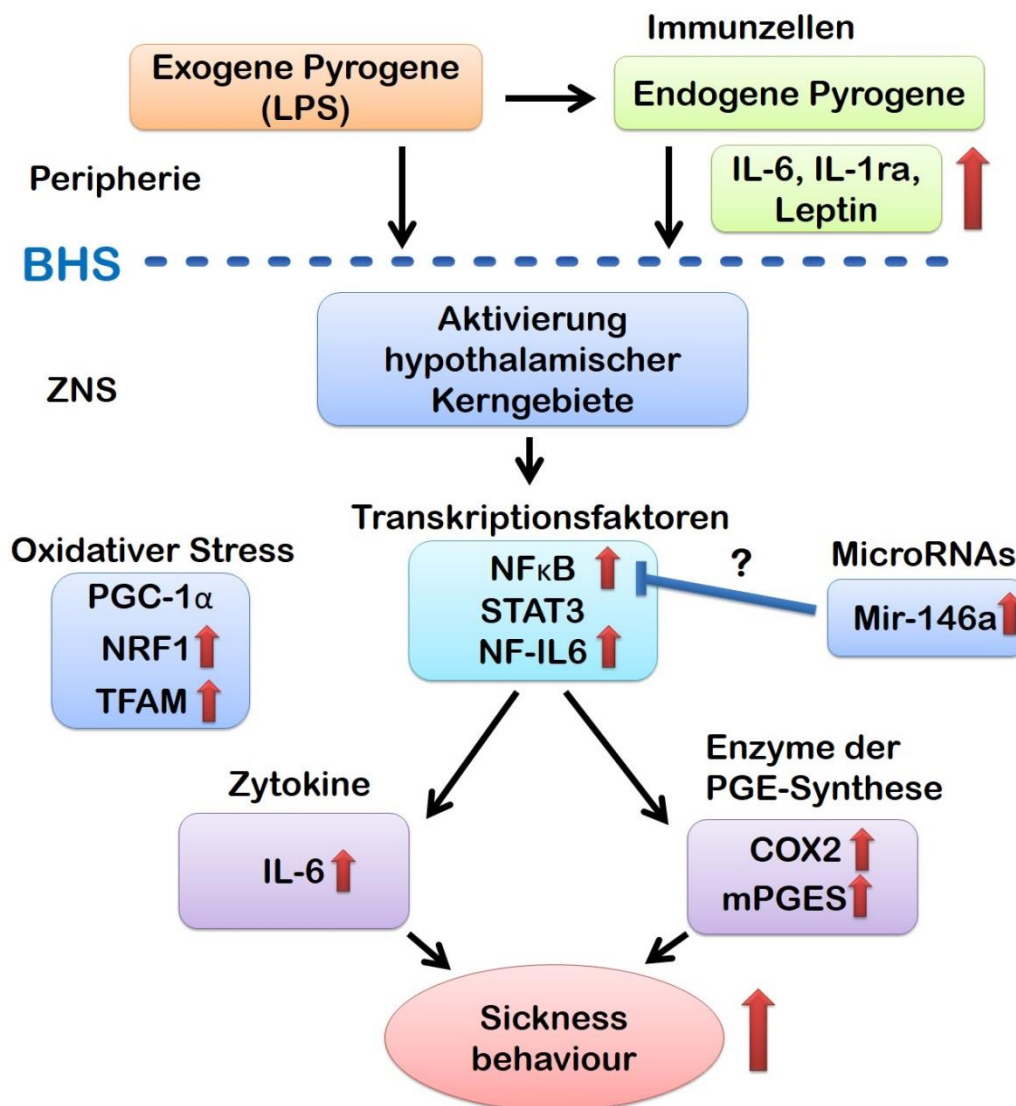 Immunzellen
Exogene Pyrogene
(LPS)
Endogene Pyrogene
Peripherie
IL-6, IL-1ra,
Leptin
BHS
Aktivierung
hypothalamischer
Kerngebiete
ZNS
Transkriptionsfaktoren
NFκB
STAT3
NF-IL6
Oxidativer Stress
PGC-1α
NRF1
TFAM
?
MicroRNAs
Mir-146a
Zytokine
IL-6
Enzyme der
PGE-Synthese
COX2
mPGES
Sickness
behaviour